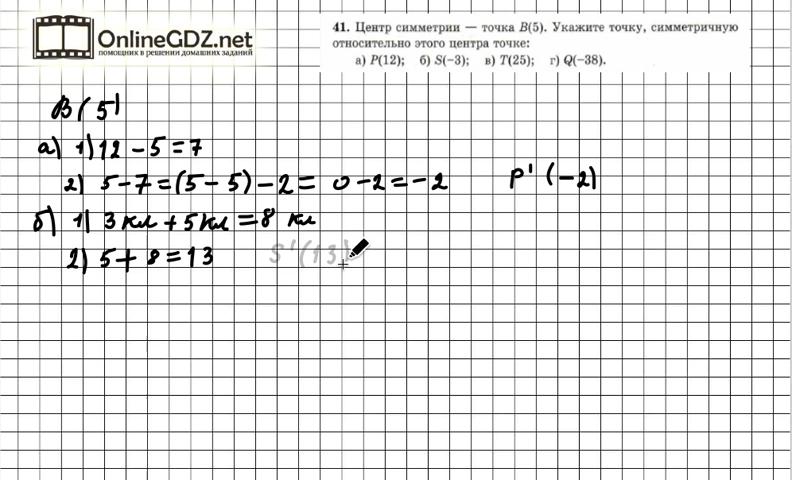 OnlineGDZ.net
помощник в решении домашних заданий
41. Центр симметрии — точка B(5). Укажите точку, симметричную
относительно этого центра точке:
а) P(12); б) S(−3); в) T(25); г) Q(−38).
B(5)
а) 1) 12 − 5 = 7
2) 5 − 7 = (5 − 5) − 2 = 0 − 2 = −2 P' (−2)
б) 1) 3 кл + 5 кл = 8 кл
2) 5 + 8 = 13 S'(13)